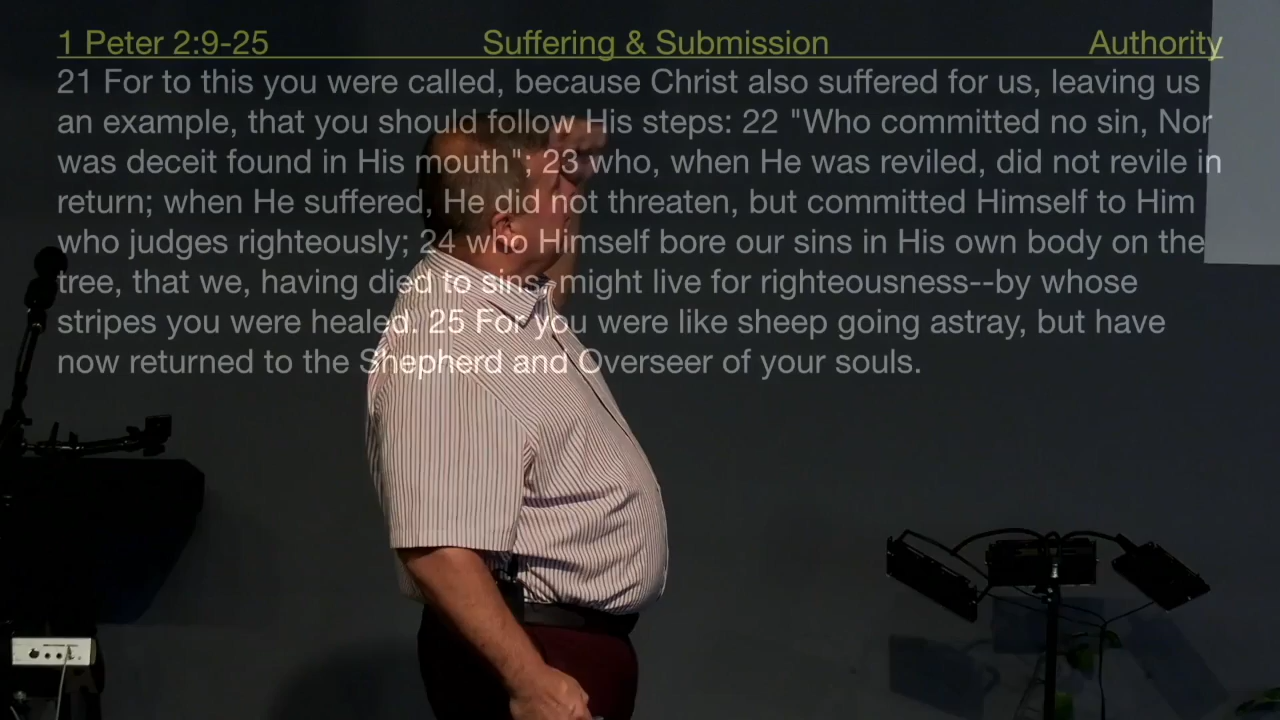 1 Peter 2:9-25 Suffering & Submission Authority
21 For to this you were called, because Christ also suffered for us, leaving us
an example, that you should follow His steps: 22 "Who committed no sin, Nor
was deceit found in His mouth"; 23 who, when He was reviled, did not revile in
return; when He suffered, He did not threaten, but committed Himself to Him
who judges righteously; 24 who Himself bore our sins in His own body on the
tree, that we, having died to sins, might live for righteousness--by whose
stripes you were healed. 25 For you were like sheep going astray, but have
now returned to the Shepherd and Overseer of your souls.